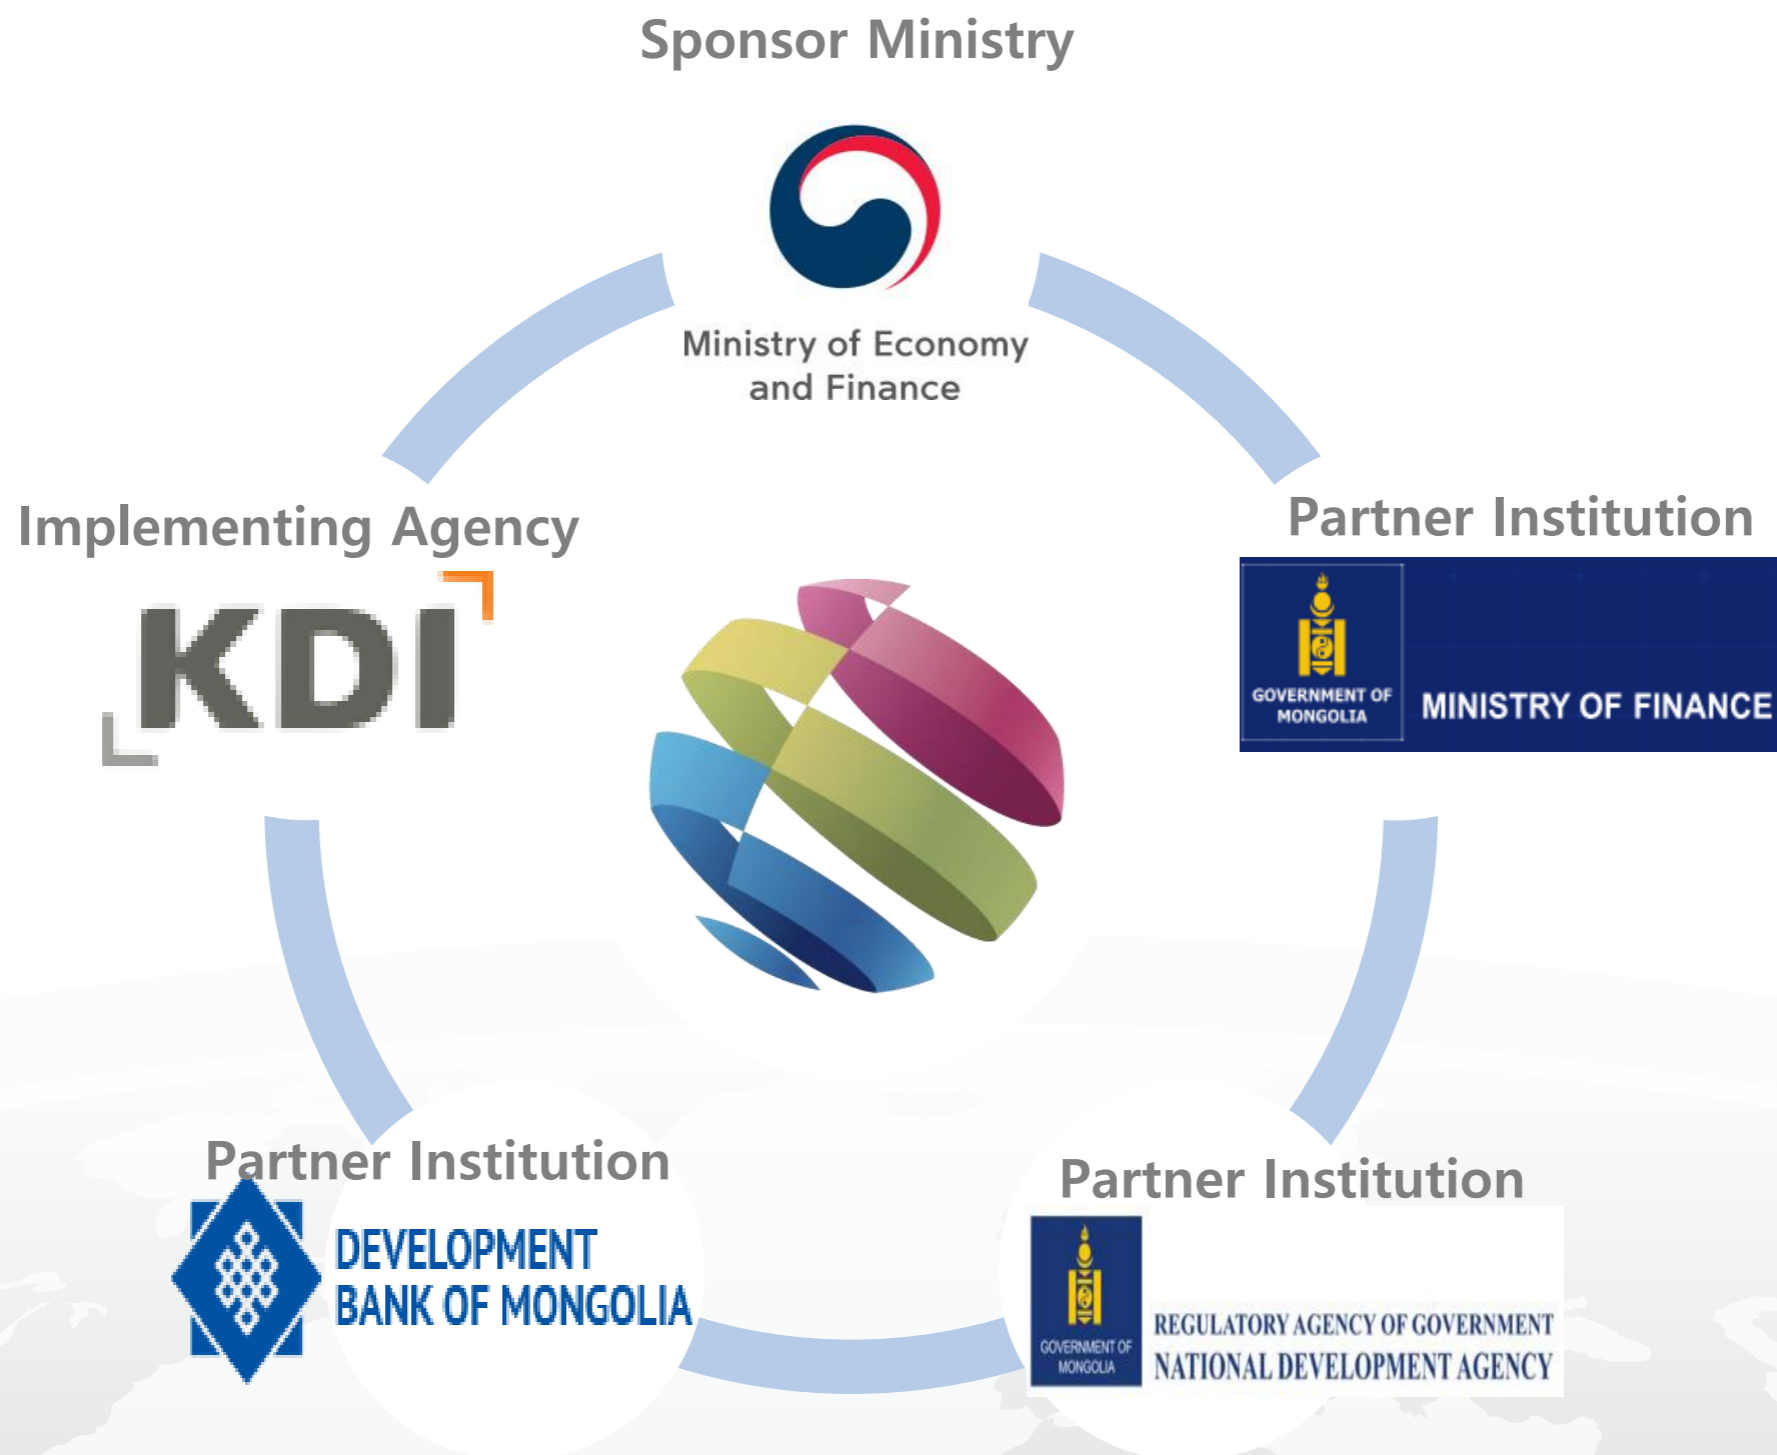 Sponsor Ministry
Ministry of Economy
and Finance
Implementing Agency
KDI
Partner Institution
GOVERNMENT OF
MONGOLIA
MINISTRY OF FINANCE
Partner Institution
DEVELOPMENT
BANK OF MONGOLIA
Partner Institution
GOVERNMENT OF
MONGOLIA
REGULATORY AGENCY OF GOVERNMENT
NATIONAL DEVELOPMENT AGENCY